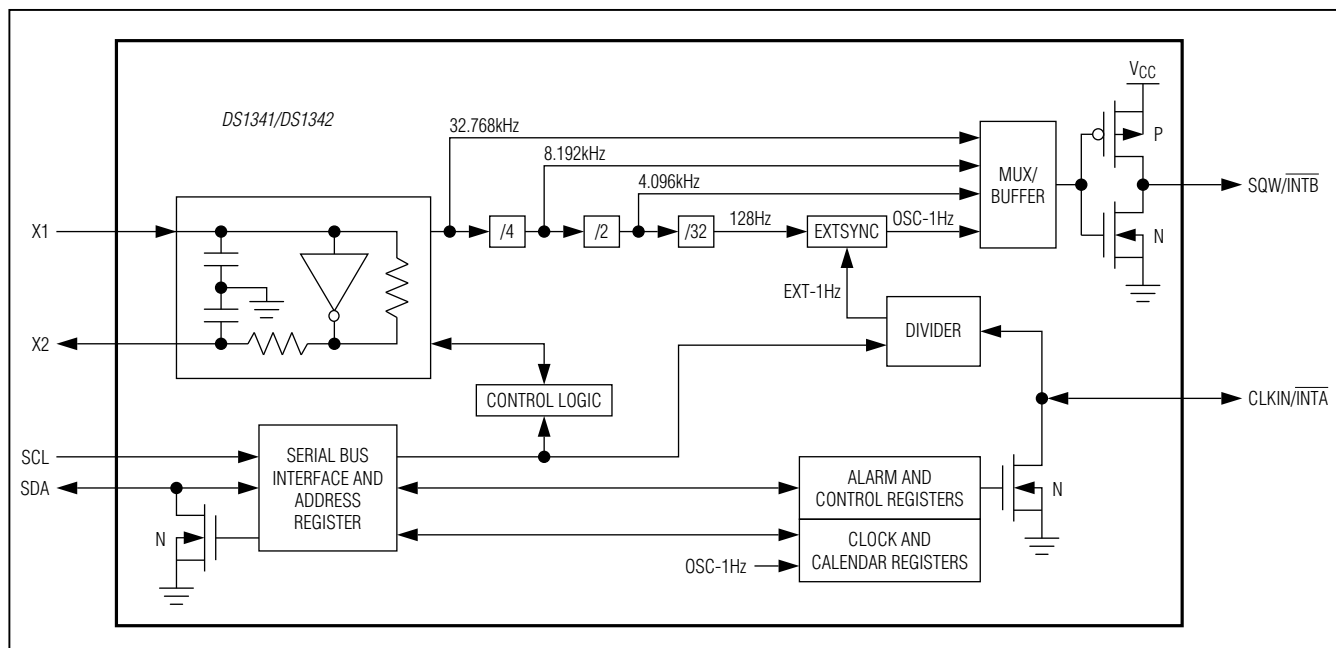 DS1341/DS1342
VCC
P
N
32.768kHz
8.192kHz
4.096kHz
MUX/
BUFFER
SQW/INTB
X1
/4
/2
/32
128Hz
EXTSYNC
OSC-1Hz
EXT-1Hz
X2
DIVIDER
CONTROL LOGIC
CLKIN/INTA
SCL
SDA
SERIAL BUS
INTERFACE AND
ADDRESS
REGISTER
ALARM AND
CONTROL REGISTERS
N
N
CLOCK AND
CALENDAR REGISTERS
OSC-1Hz